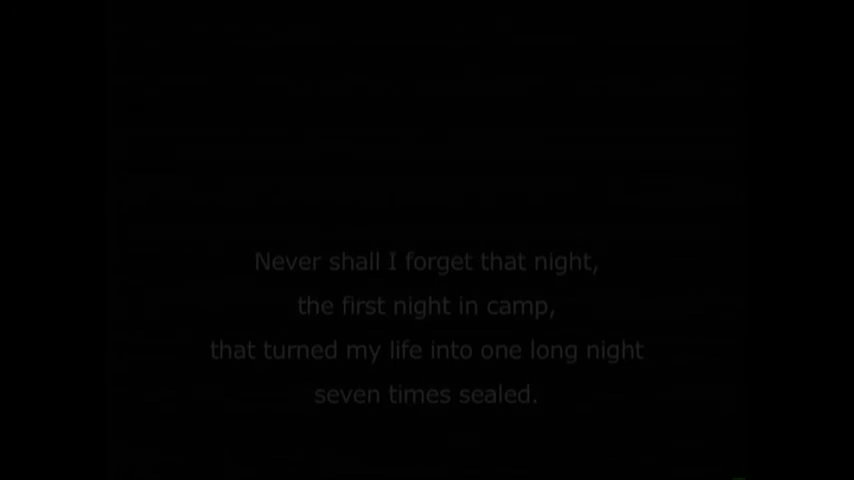 Never shall I forget that night,
the first night in camp,
that turned my life into one long night
seven times sealed.